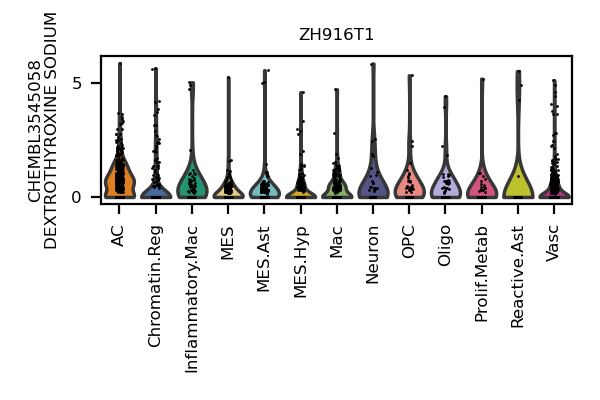 ZH916T1
CHEMBL3545058
DEXTROTHYROXINE SODIUM
5
0
AC
Chromatin.Reg
Inflammatory.Mac
MES
MES.Ast
MES.Hyp
Mac
Neuron
OPC
Oligo
Prolif.Metab
Reactive.Ast
Vasc